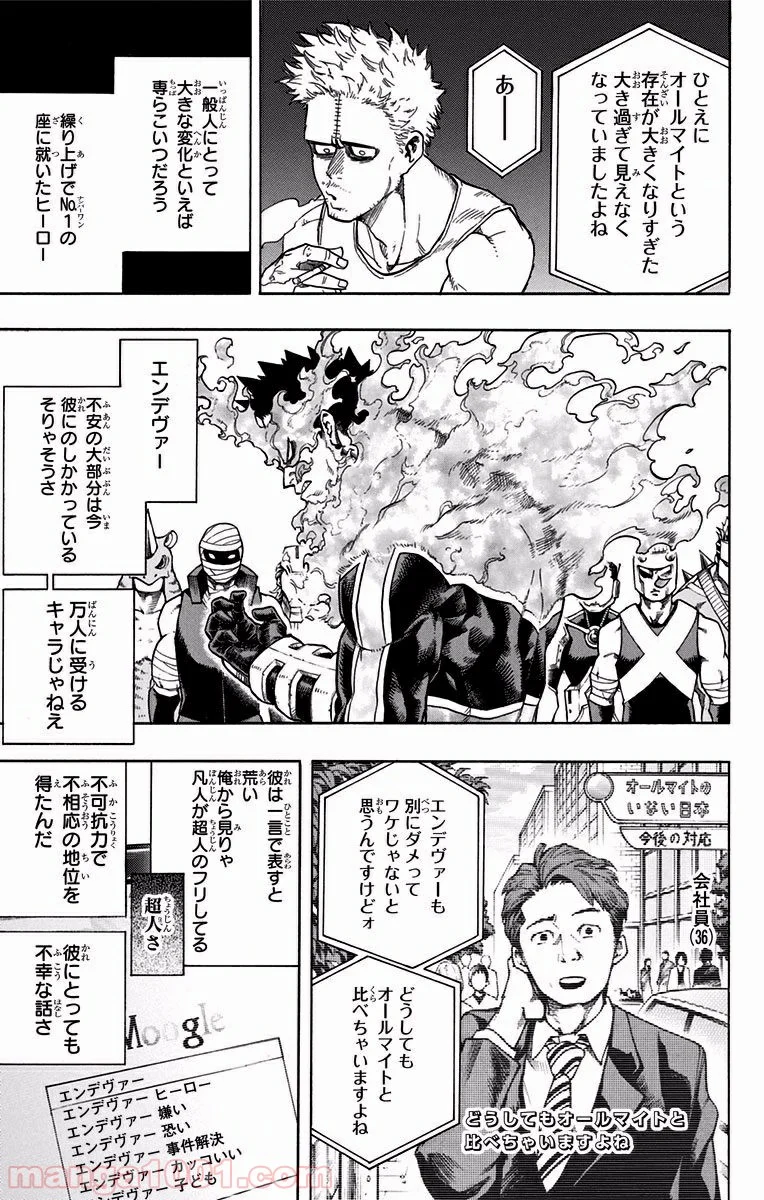 ひとえに
オールマイトという
存在が大きくなりすぎた
大き過ぎて見えなく
なっていましたよね
あーー
一般人にとって
大きな変化といえば
専らこいつだろう
繰り上げでNo.1の
座に就いたヒーロー
エンデヴァー
不安の大部分は今
彼にのしかかっている
そりゃそうさ
万人に受ける
キャラじゃねえ
オールマイトの
いない日本
今後の対応
会社員(36)
エンデヴァーも
別にダメって
ワケじゃないと
思うんですけどォ
どうしても
オールマイトと
比べちゃいますよね
どうしてもオールマイトと
比べちゃいますよね
彼は一言で表すと
荒い
俺から見りゃ
凡人が超人のフリしてる
超人さ
不可抗力で
不相応の地位を
得たんだ
彼にとっても
不幸な話さ
Moogle
エンデヴァー
エンデヴァー ヒーロー
エンデヴァー 嫌い
エンデヴァー 恐い
エンデヴァー 事件解決
エンデヴァー カッコいい
エンデヴァー 子ども
manga1001.com